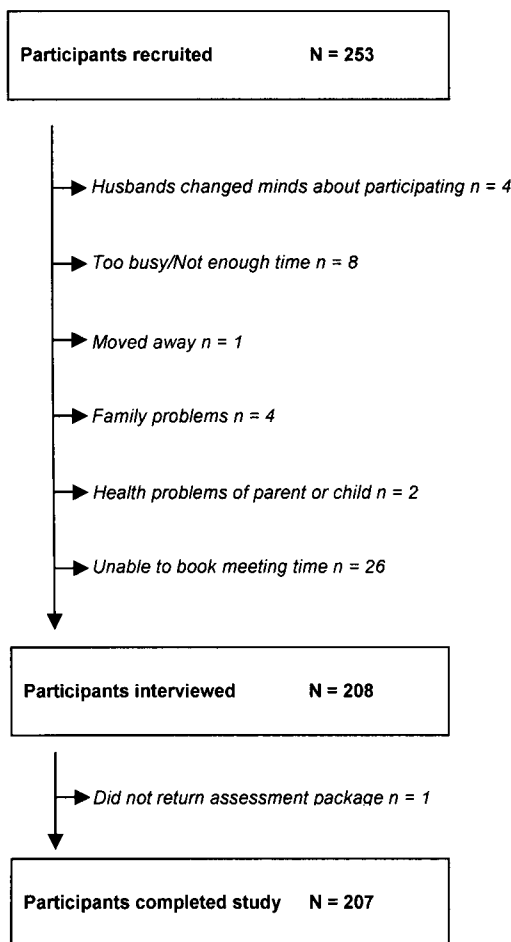 Participants recruited N = 253
Husbands changed minds about participating n = 4
Too busy/Not enough time n = 8
Moved away n = 1
Family problems n = 4
Health problems of parent or child n = 2
Unable to book meeting time n = 26
Participants interviewed N = 208
Did not return assessment package n = 1
Participants completed study N = 207